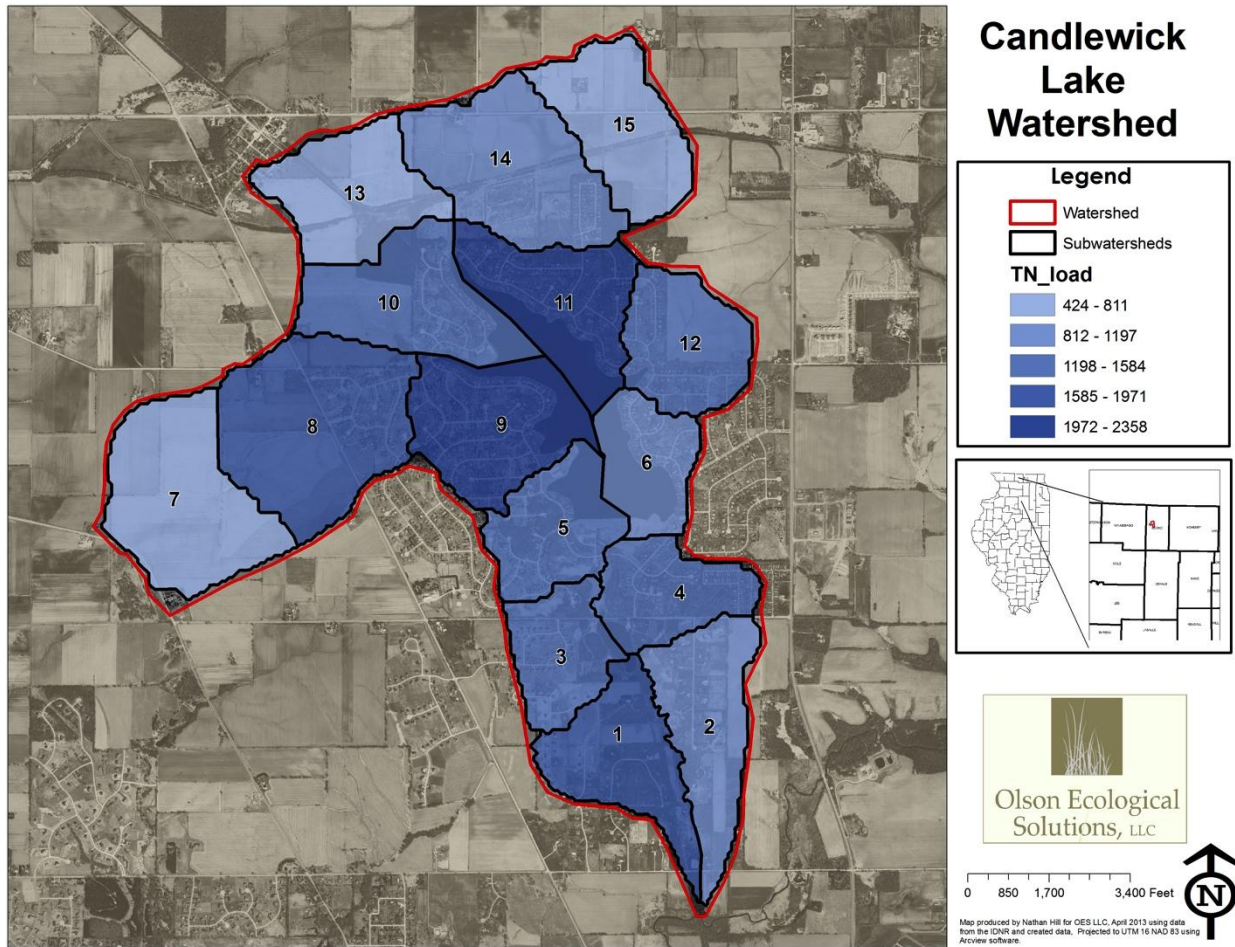 Candlewick
Lake
Watershed
Legend
Watershed
Subwatersheds
TN_load
424 - 811
812 - 1197
1198 - 1584
1585 - 1971
1972 - 2358
15
14
13
10
11
12
8
9
6
7
5
4
3
1
2
Olson Ecological
Solutions, LLC
0 850 1,700 3,400 Feet
N
Map produced by Nathan Hill for OES LLC, April 2013 using data
from the IDNR and created data, Projected to UTM 16 NAD 83 using
Arcview software.